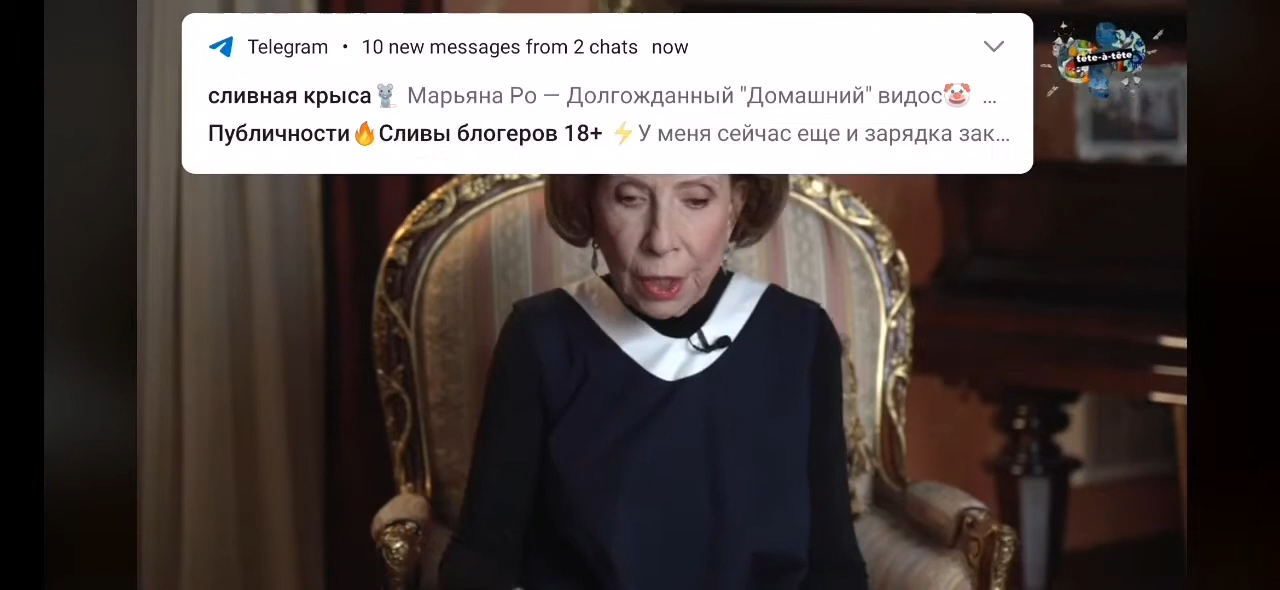 Telegram • 10 new messages from 2 chats now
tête-à-tête
сливная крыса🐀 Марьяна Ро — Долгожданный "Домашний" видос🤡 ...
Публичности🔥Сливы блогеров 18+ ⚡У меня сейчас еще и зарядка зак...